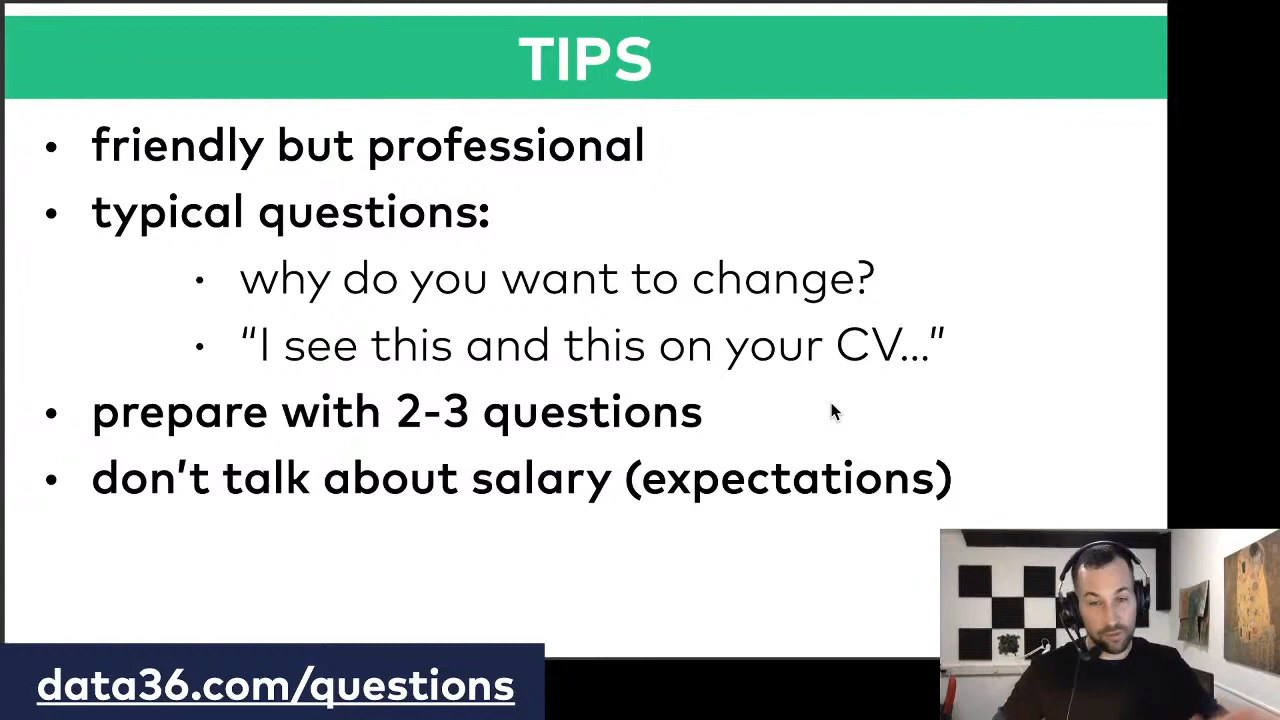 TIPS
• friendly but professional
• typical questions:
• why do you want to change?
• “I see this and this on your CV...”
• prepare with 2-3 questions
• don’t talk about salary (expectations)
data36.com/questions